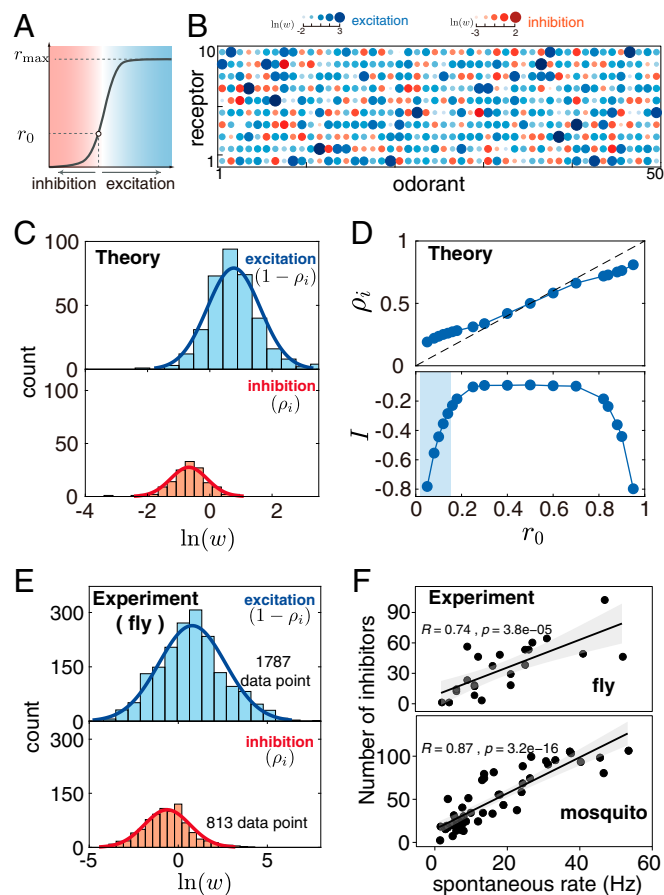 A
r_max
r_0
inhibition
excitation
B
ln(w)
-2
3
excitation
ln(w)
-3
2
inhibition
10
receptor
1
1
odorant
50
C
Theory
excitation
(1 − ρ_i)
100
50
0
inhibition
(ρ_i)
100
50
0
count
-4
-2
0
2
ln(w)
D
Theory
1
0.5
0
ρ_i
-0.2
-0.4
-0.6
-0.8
I
0
0.2
0.4
0.6
0.8
1
r_0
E
Experiment
( fly )
excitation
(1 − ρ_i)
1787
data point
300
150
0
inhibition
(ρ_i)
813 data point
300
150
0
count
-5
0
5
ln(w)
F
Experiment
R = 0.74 , p = 3.8e−05
fly
90
60
30
0
Number of inhibitors
R = 0.87 , p = 3.2e−16
mosquito
100
50
0
0
20
40
60
spontaneous rate (Hz)